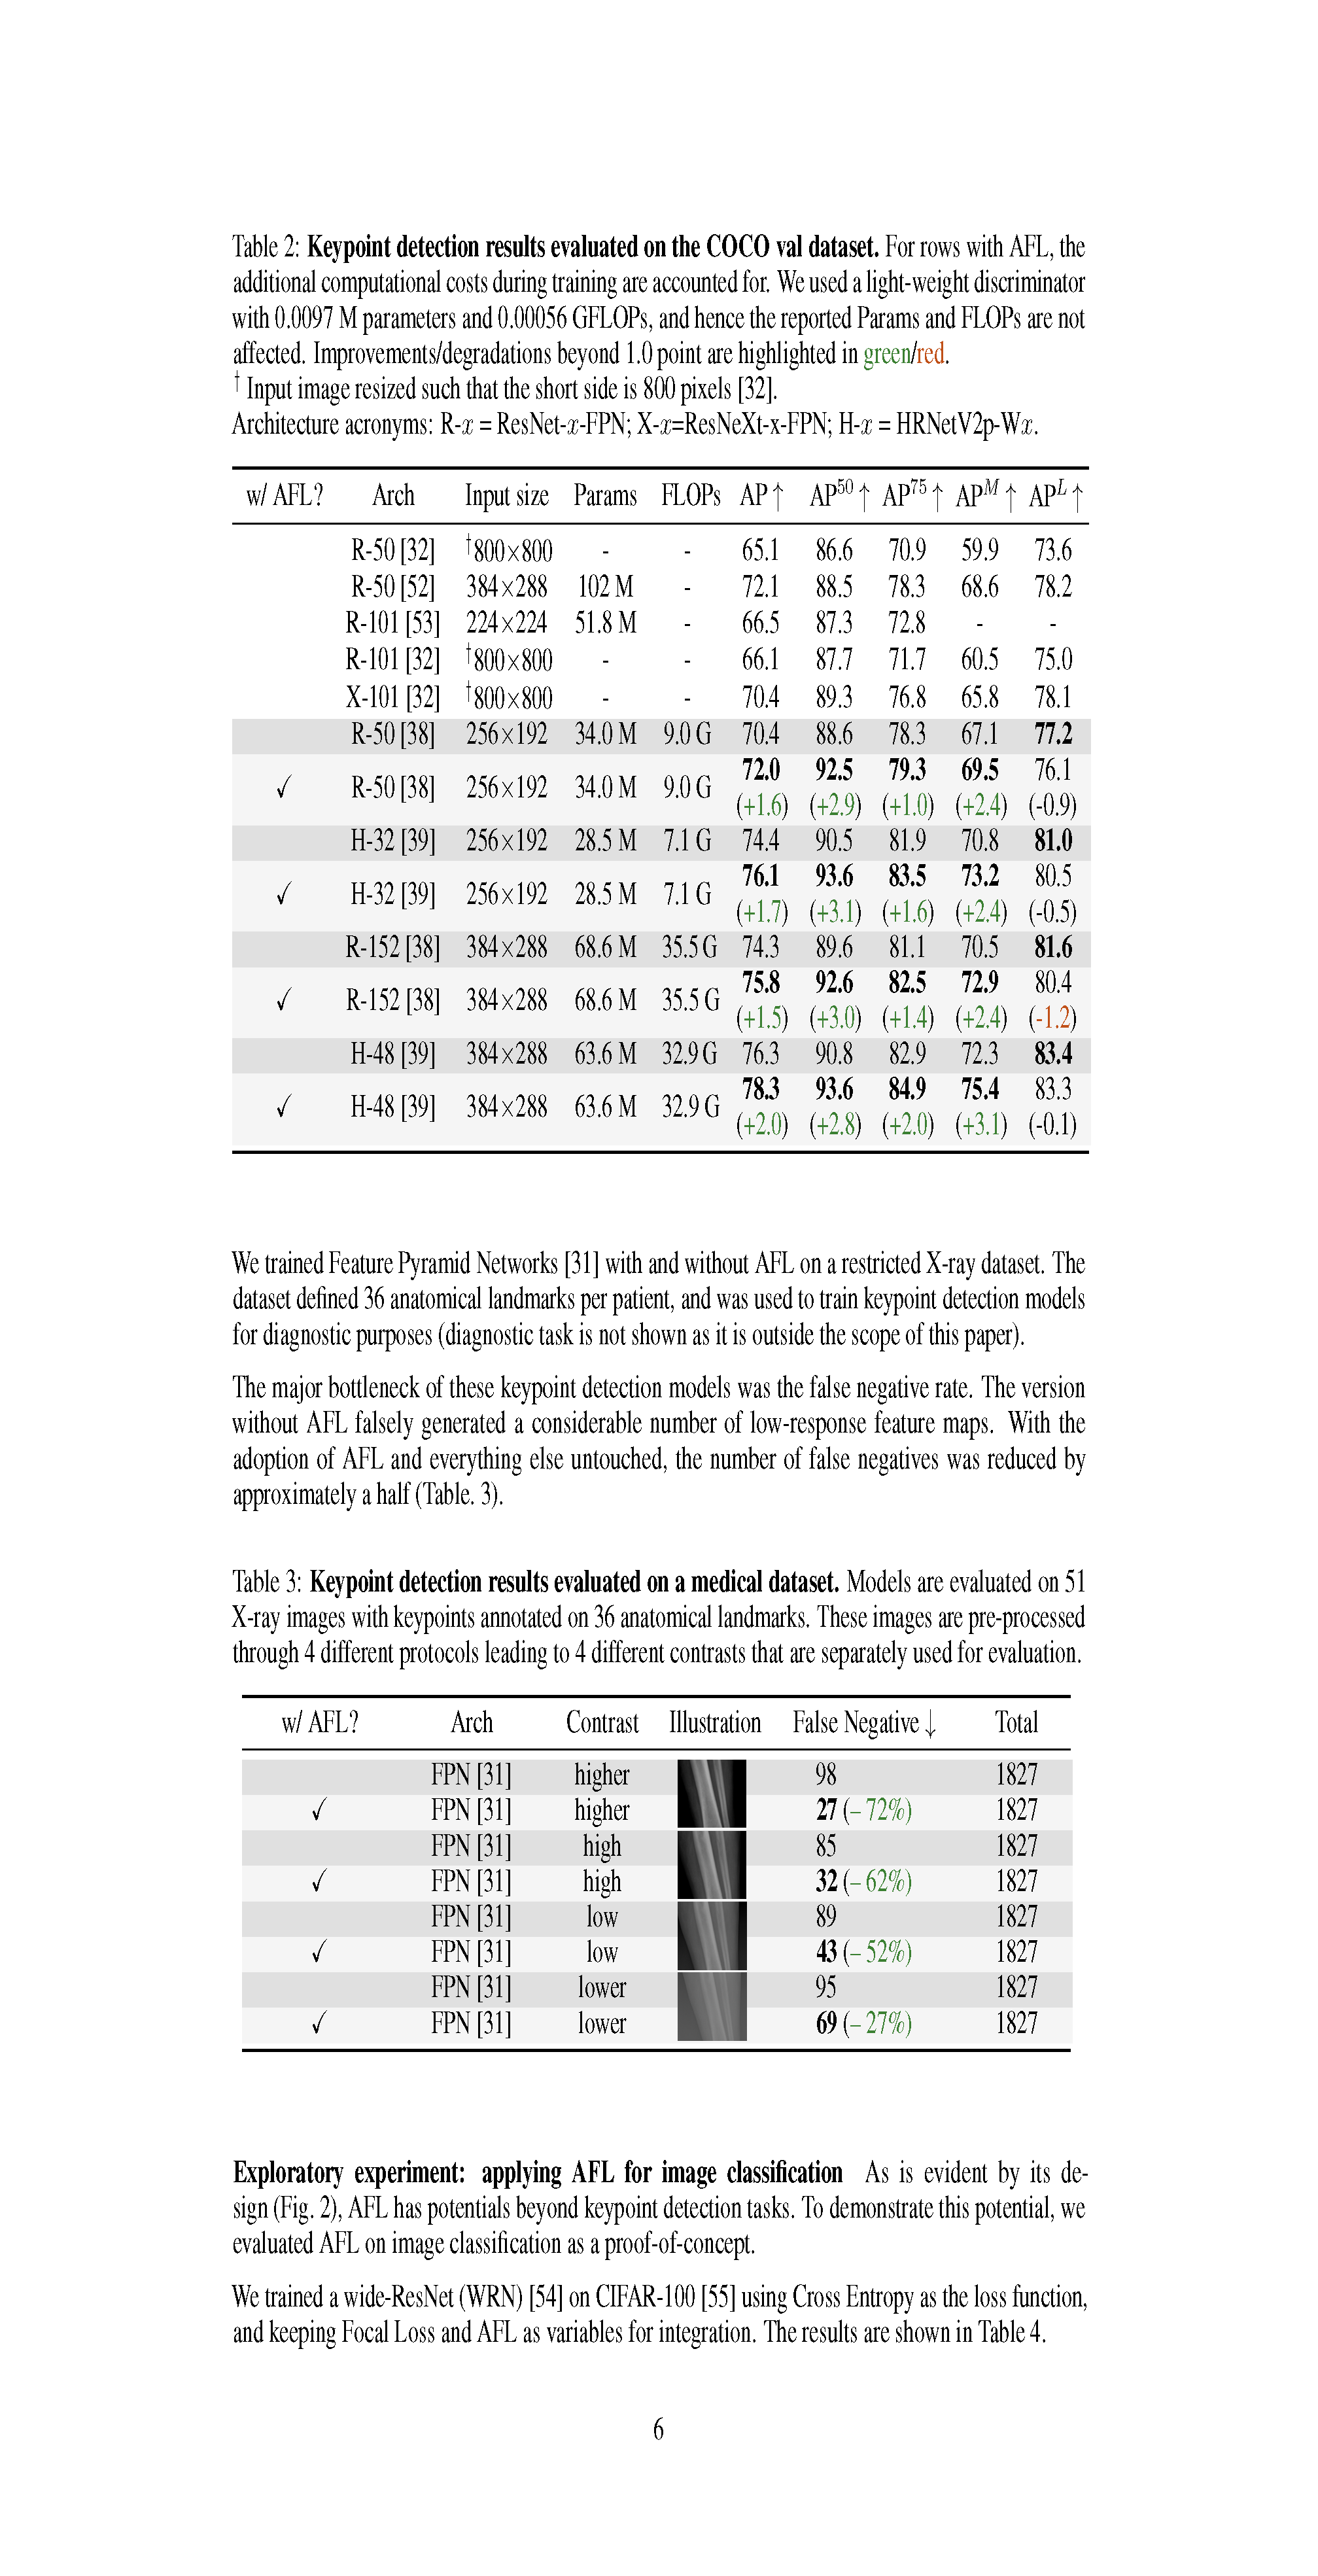 Table 2: Keypoint detection results evaluated on the COCO val dataset. For rows with AFL, the
additional computational costs during training are accounted for. We used a light-weight discriminator
with 0.0097 M parameters and 0.00056 GFLOPs, and hence the reported Params and FLOPs are not
affected. Improvements/degradations beyond 1.0 point are highlighted in green/red.
† Input image resized such that the short side is 800 pixels [32].
Architecture acronyms: R-x = ResNet-x-FPN; X-x=ResNeXt-x-FPN; H-x = HRNetV2p-Wx.
w/ AFL? Arch Input size Params FLOPs AP↑ AP50↑ AP75↑ APM↑ APL↑
R-50 [32] †800×800 - - 65.1 86.6 70.9 59.9 73.6
R-50 [52] 384×288 102 M - 72.1 88.5 78.3 68.6 78.2
R-101 [53] 224×224 51.8 M - 66.5 87.3 72.8 - -
R-101 [32] †800×800 - - 66.1 87.7 71.7 60.5 75.0
X-101 [32] †800×800 - - 70.4 89.3 76.8 65.8 78.1
R-50 [38] 256×192 34.0 M 9.0 G 70.4 88.6 78.3 67.1 77.2
✓ R-50 [38] 256×192 34.0 M 9.0 G 72.0 92.5 79.3 69.5 76.1
(+1.6) (+2.9) (+1.0) (+2.4) (-0.9)
H-32 [39] 256×192 28.5 M 7.1 G 74.4 90.5 81.9 70.8 81.0
✓ H-32 [39] 256×192 28.5 M 7.1 G 76.1 93.6 83.5 73.2 80.5
(+1.7) (+3.1) (+1.6) (+2.4) (-0.5)
R-152 [38] 384×288 68.6 M 35.5 G 74.3 89.6 81.1 70.5 81.6
✓ R-152 [38] 384×288 68.6 M 35.5 G 75.8 92.6 82.5 72.9 80.4
(+1.5) (+3.0) (+1.4) (+2.4) (-1.2)
H-48 [39] 384×288 63.6 M 32.9 G 76.3 90.8 82.9 72.3 83.4
✓ H-48 [39] 384×288 63.6 M 32.9 G 78.3 93.6 84.9 75.4 83.3
(+2.0) (+2.8) (+2.0) (+3.1) (-0.1)
We trained Feature Pyramid Networks [31] with and without AFL on a restricted X-ray dataset. The
dataset defined 36 anatomical landmarks per patient, and was used to train keypoint detection models
for diagnostic purposes (diagnostic task is not shown as it is outside the scope of this paper).
The major bottleneck of these keypoint detection models was the false negative rate. The version
without AFL falsely generated a considerable number of low-response feature maps. With the
adoption of AFL and everything else untouched, the number of false negatives was reduced by
approximately a half (Table. 3).
Table 3: Keypoint detection results evaluated on a medical dataset. Models are evaluated on 51
X-ray images with keypoints annotated on 36 anatomical landmarks. These images are pre-processed
through 4 different protocols leading to 4 different contrasts that are separately used for evaluation.
w/ AFL? Arch Contrast Illustration False Negative↓ Total
FPN [31] higher 98 1827
✓ FPN [31] higher 27 (– 72%) 1827
FPN [31] high 85 1827
✓ FPN [31] high 32 (– 62%) 1827
FPN [31] low 89 1827
✓ FPN [31] low 43 (– 52%) 1827
FPN [31] lower 95 1827
✓ FPN [31] lower 69 (– 27%) 1827
Exploratory experiment: applying AFL for image classification As is evident by its de-
sign (Fig. 2), AFL has potentials beyond keypoint detection tasks. To demonstrate this potential, we
evaluated AFL on image classification as a proof-of-concept.
We trained a wide-ResNet (WRN) [54] on CIFAR-100 [55] using Cross Entropy as the loss function,
and keeping Focal Loss and AFL as variables for integration. The results are shown in Table 4.
6